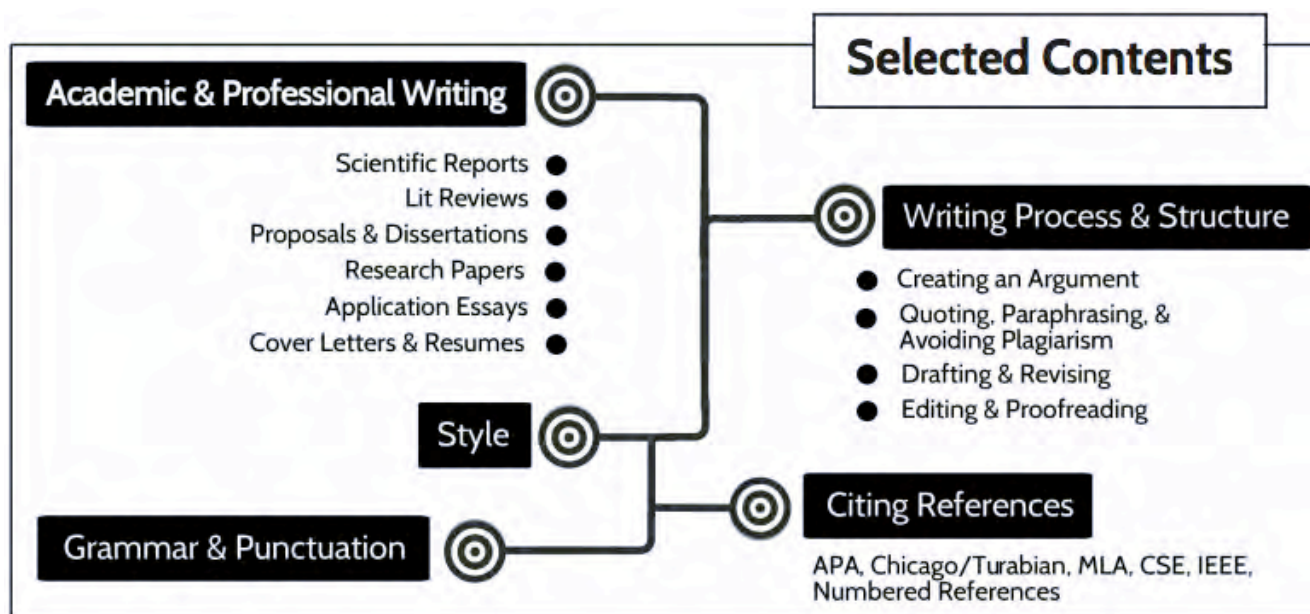 Selected Contents
Academic & Professional Writing
Scientific Reports
Lit Reviews
Proposals & Dissertations
Research Papers
Application Essays
Cover Letters & Resumes
Writing Process & Structure
Creating an Argument
Quoting, Paraphrasing, &
Avoiding Plagiarism
Drafting & Revising
Editing & Proofreading
Style
Citing References
APA, Chicago/Turabian, MLA, CSE, IEEE,
Numbered References
Grammar & Punctuation